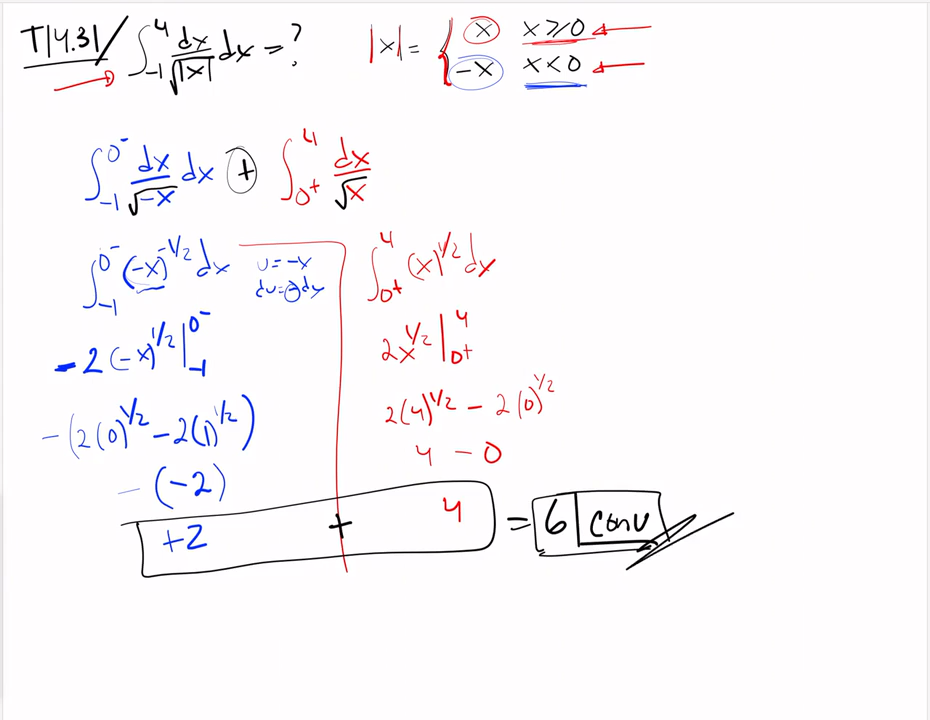 T14.31/ ∫_{-1}^{4} dx/√|x| dx = ?
|x| = { x x ≥ 0
-x x < 0
∫_{-1}^{0^-} dx/√-x dx + ∫_{0^+}^{4} dx/√x
∫_{-1}^{0^-} (-x)^{-1/2} dx
u = -x
du = - dx
-2(-x)^{1/2} |_{-1}^{0^-}
-(2(0)^{1/2} - 2(1)^{1/2})
-(-2)
∫_{0^+}^{4} (x)^{1/2} dx
2x^{1/2} |_{0^+}^{4}
2(4)^{1/2} - 2(0)^{1/2}
4 - 0
+2 + 4 = 6 conv